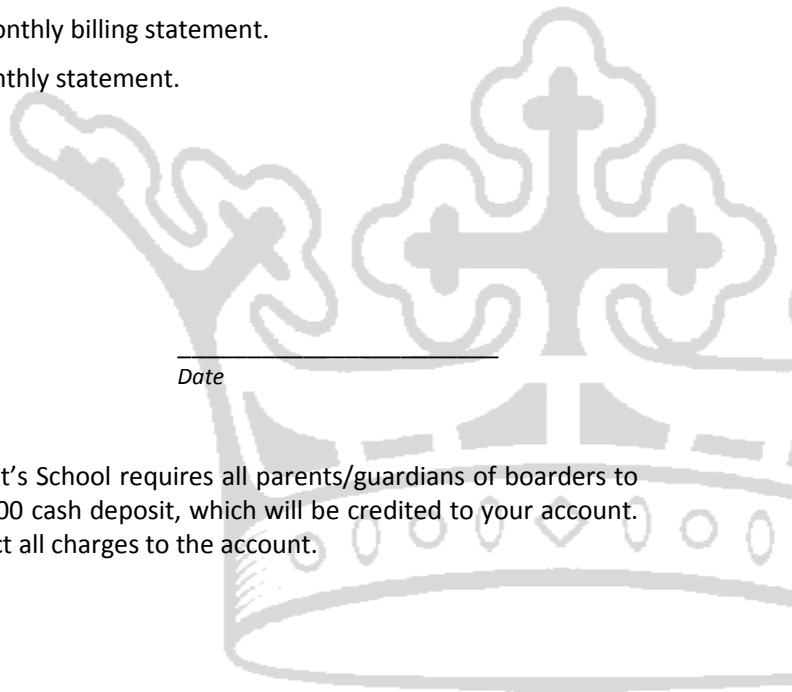 onthly billing statement.
nthly statement.
Date
t’s School requires all parents/guardians of boarders to
00 cash deposit, which will be credited to your account.
ct all charges to the account.